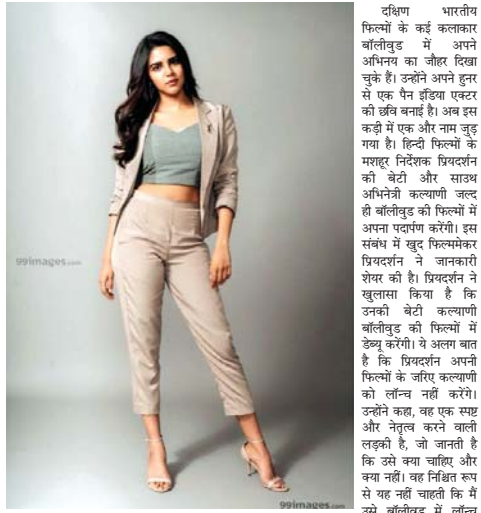 दक्षिण भारतीय
फिल्मों के कई कलाकार
बॉलीवुड में अपने
अभिनय का जौहर दिखा
चुके हैं। उन्होंने अपने हुनर
से एक पैन इंडिया एक्टर
की छवि बनाई है। अब इस
कड़ी में एक और नाम जुड़
गया है। हिन्दी फिल्मों के
मशहूर निर्देशक प्रियदर्शन
की बेटी और साउथ
अभिनेत्री कल्याणी जल्द
ही बॉलीवुड की फिल्मों में
अपना पदार्पण करेंगी। इस
संबंध में खुद फिल्ममेकर
प्रियदर्शन ने जानकारी
शेयर की है। प्रियदर्शन ने
खुलासा किया है कि
उनकी बेटी कल्याणी
बॉलीवुड की फिल्मों में
डेब्यू करेंगी। ये अलग बात
है कि प्रियदर्शन अपनी
फिल्मों के जरिए कल्याणी
को लॉन्च नहीं करेंगे।
उन्होंने कहा, वह एक स्पष्ट
और नेतृत्व करने वाली
लड़की है, जो जानती है
कि उसे क्या चाहिए और
क्या नहीं। वह निश्चित रूप
से यह नहीं चाहती कि मैं
उसे बॉलीवुड में लॉन्च
99images.com
99images.com